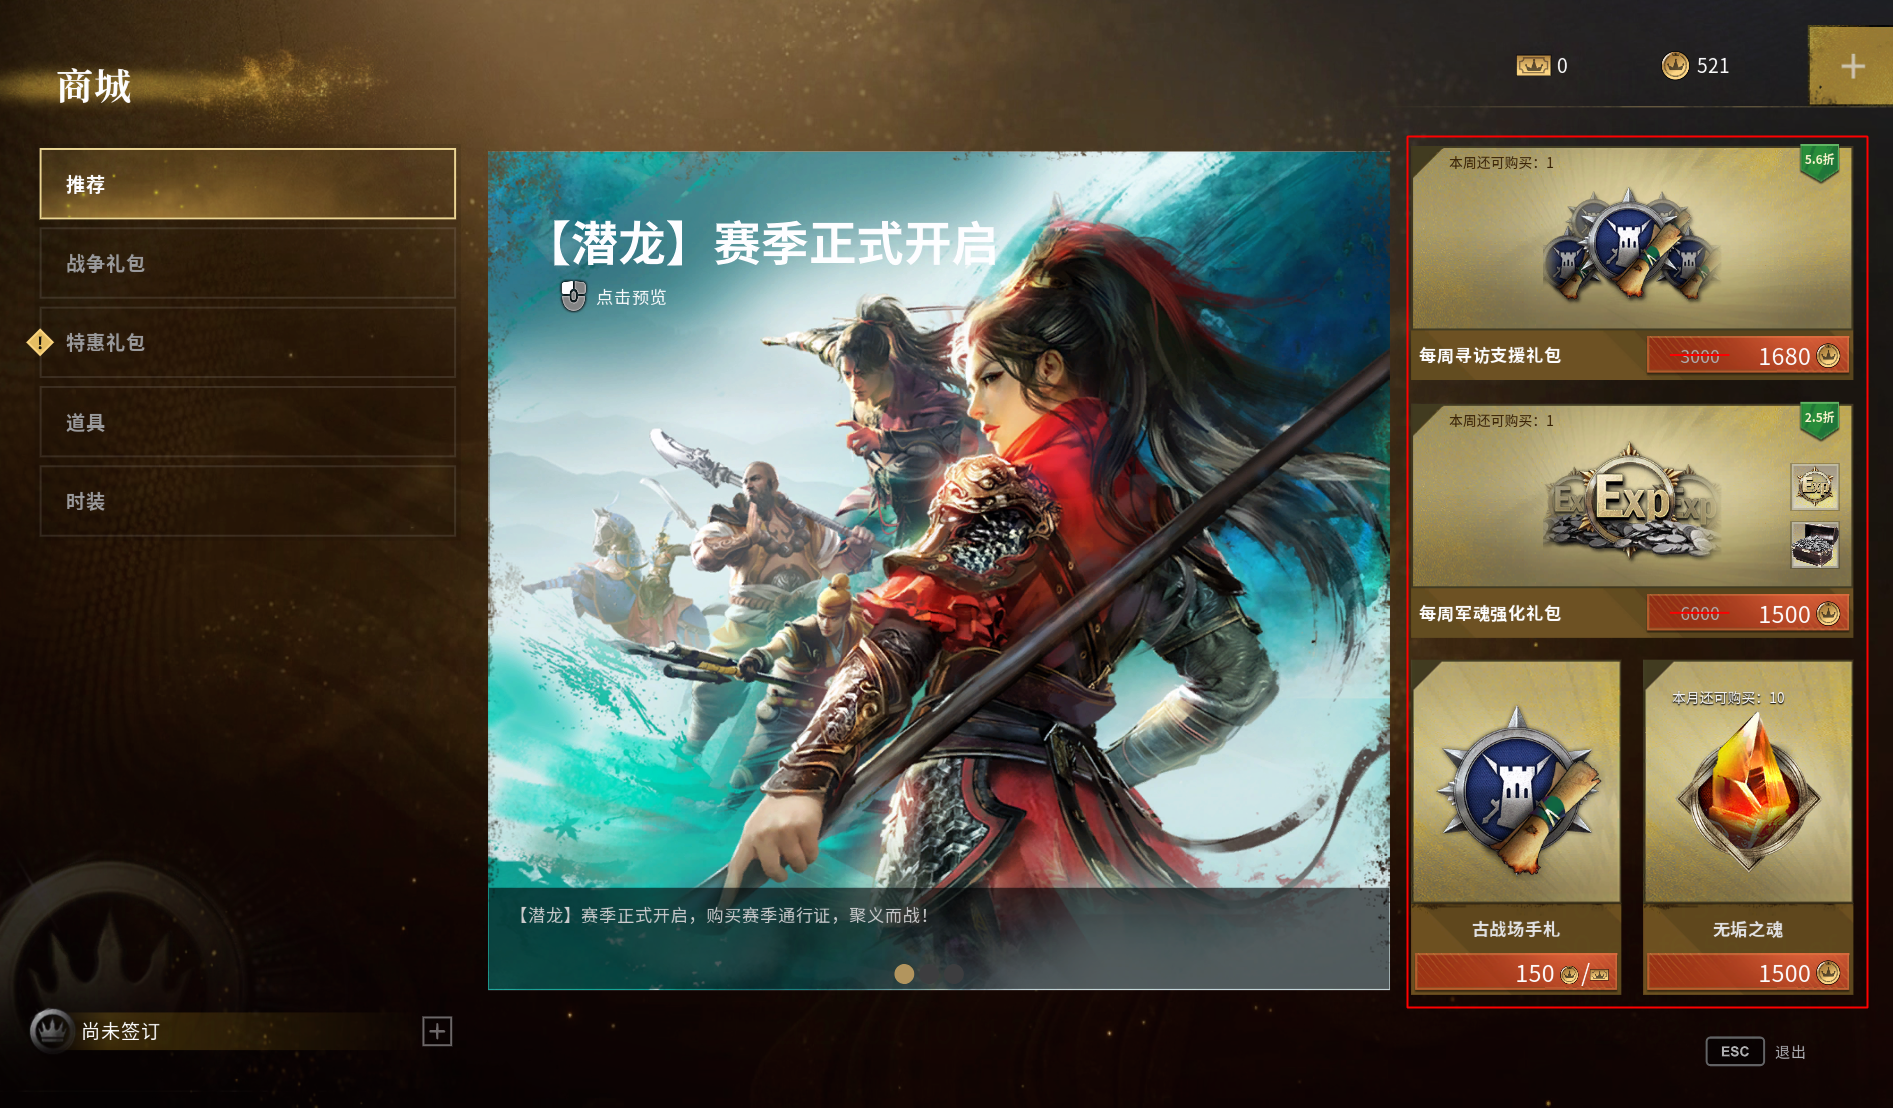 商城
0
521
推荐
战争礼包
特惠礼包
道具
时装
尚未签订
【潜龙】赛季正式开启
点击预览
【潜龙】赛季正式开启，购买赛季通行证，聚义而战！
本周还可购买：1
5.6折
每周寻访支援礼包
3000 1680
本周还可购买：1
2.5折
Exp
Exp
每周军魂强化礼包
6000 1500
古战场手札
150 /
本月还可购买：10
无垢之魂
1500
ESC 退出